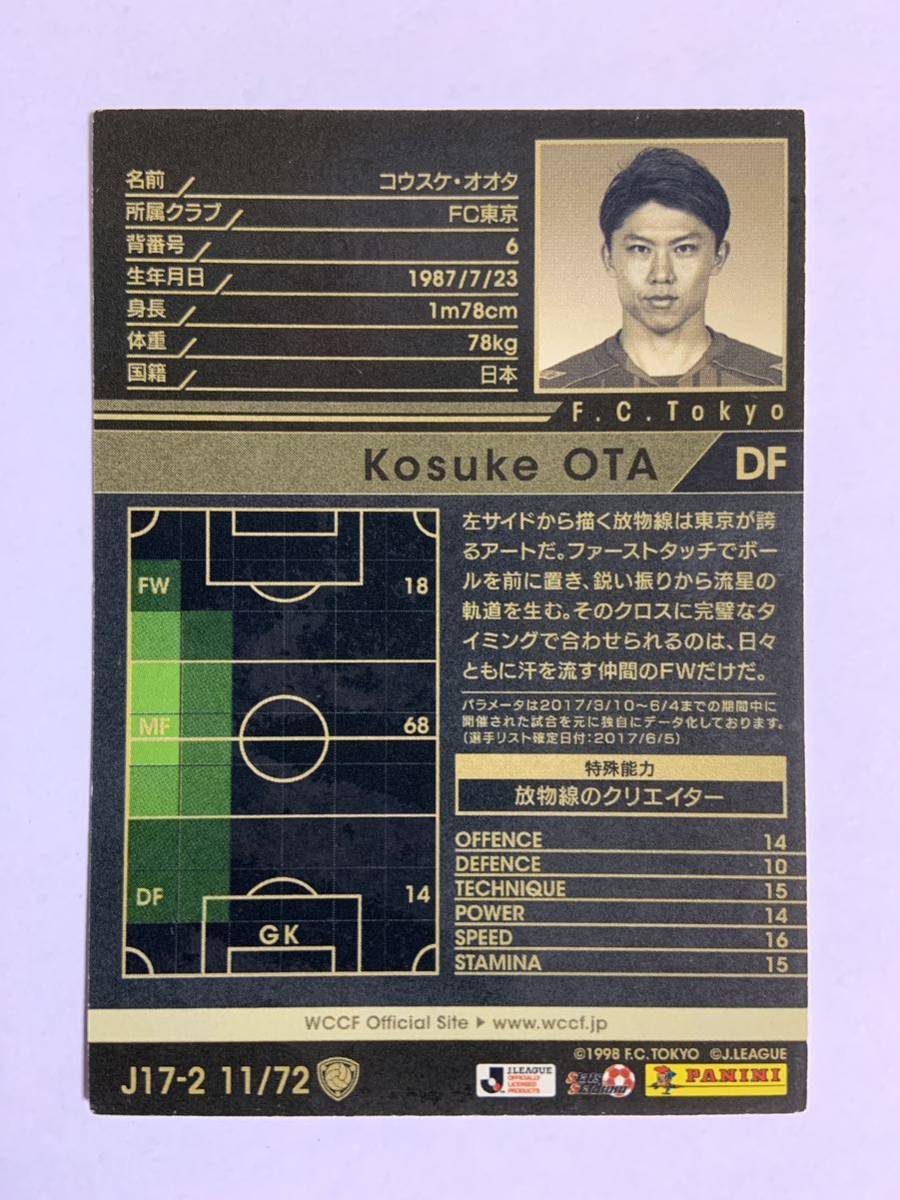 名前 コウスケ・オオタ
所属クラブ FC東京
背番号 6
生年月日 1987/7/23
身長 1m78cm
体重 78kg
国籍 日本
F.C.Tokyo
Kosuke OTA DF
FW 18
MF 68
DF 14
GK
左サイドから描く放物線は東京が誇
るアートだ。ファーストタッチでボー
ルを前に置き、鋭い振りから流星の
軌道を生む。そのクロスに完璧なタ
イミングで合わせられるのは、日々
ともに汗を流す仲間のFWだけだ。
パラメータは2017/3/10～6/4までの期間中に
開催された試合を元に独自にデータ化しております。
(選手リスト確定日付:2017/6/5)
特殊能力
放物線のクリエイター
OFFENCE 14
DEFENCE 10
TECHNIQUE 15
POWER 14
SPEED 16
STAMINA 15
WCCF Official Site ▶ www.wccf.jp
©1998 F.C.TOKYO ©J.LEAGUE
J17-2 11/72
J.LEAGUE
OFFICIALLY
LICENSED
PRODUCTS
PANINI